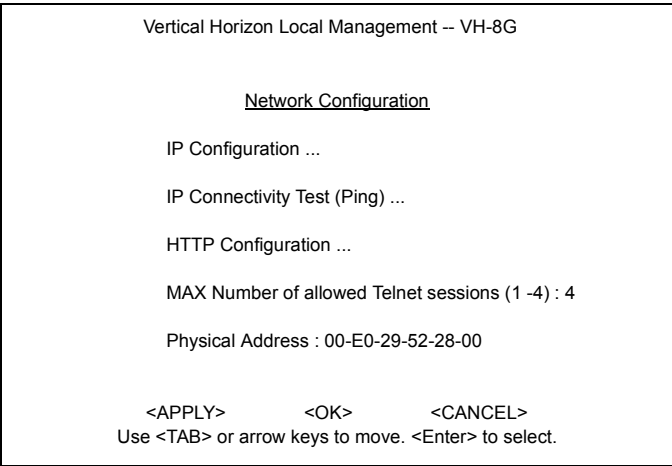 Vertical Horizon Local Management -- VH-8G
Network Configuration
IP Configuration ...
IP Connectivity Test (Ping) ...
HTTP Configuration ...
MAX Number of allowed Telnet sessions (1 -4) : 4
Physical Address : 00-E0-29-52-28-00
<APPLY> <OK> <CANCEL>
Use <TAB> or arrow keys to move. <Enter> to select.